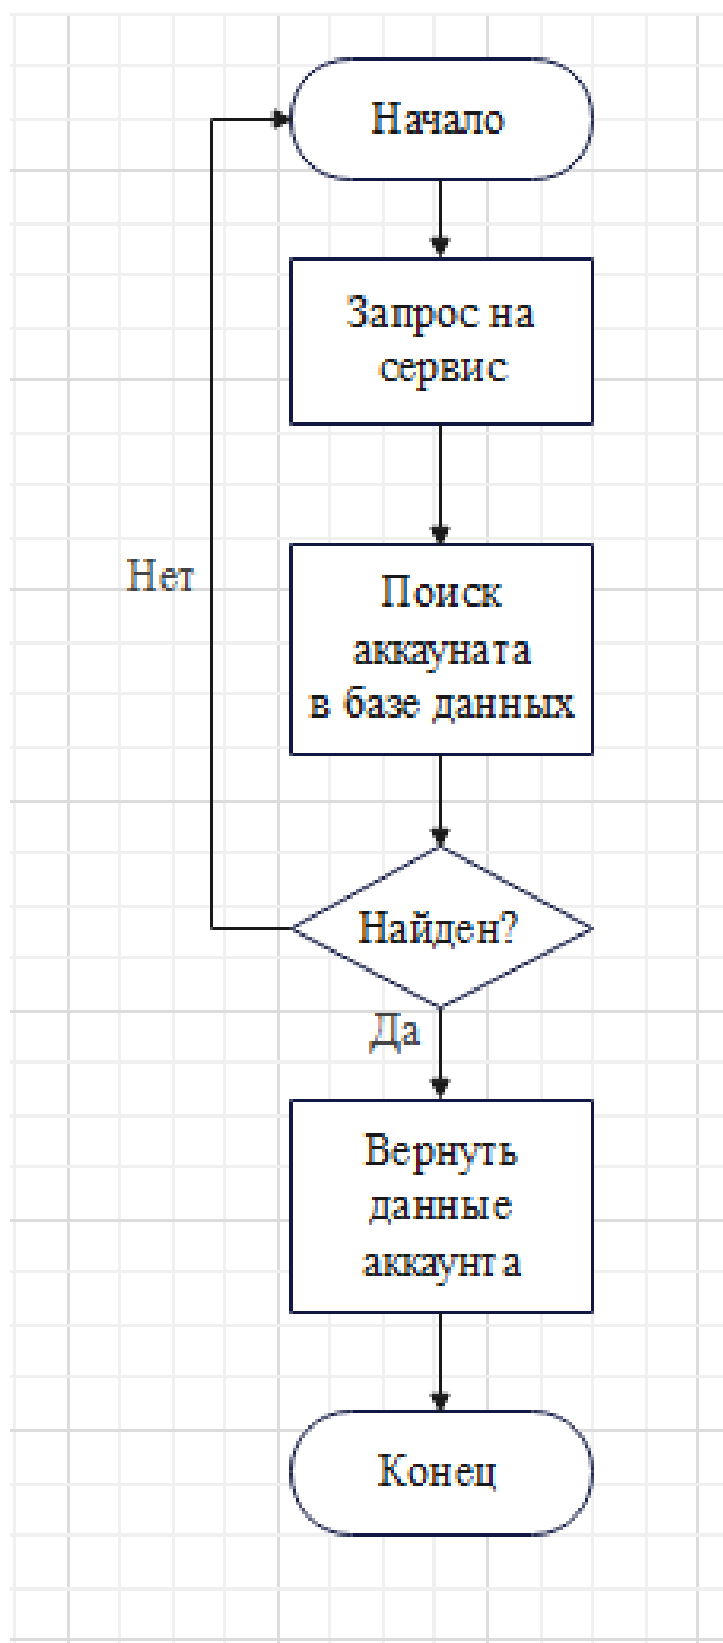 Начало
Запрос на
сервис
Нет
Поиск
аккауната
в базе данных
Найден?
Да
Вернуть
данные
аккаунта
Конец